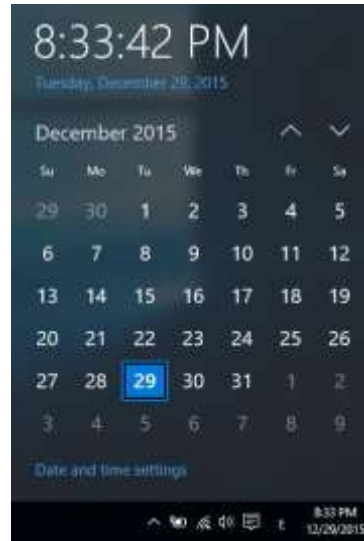 8:33:42 PM
Tuesday, December 29, 2015
December 2015
Su Mo Tu We Th Fr Sa
29 30 1 2 3 4 5
6 7 8 9 10 11 12
13 14 15 16 17 18 19
20 21 22 23 24 25 26
27 28 29 30 31 1 2
3 4 5 6 7 8 9
Date and time settings
8:33 PM
12/29/2015